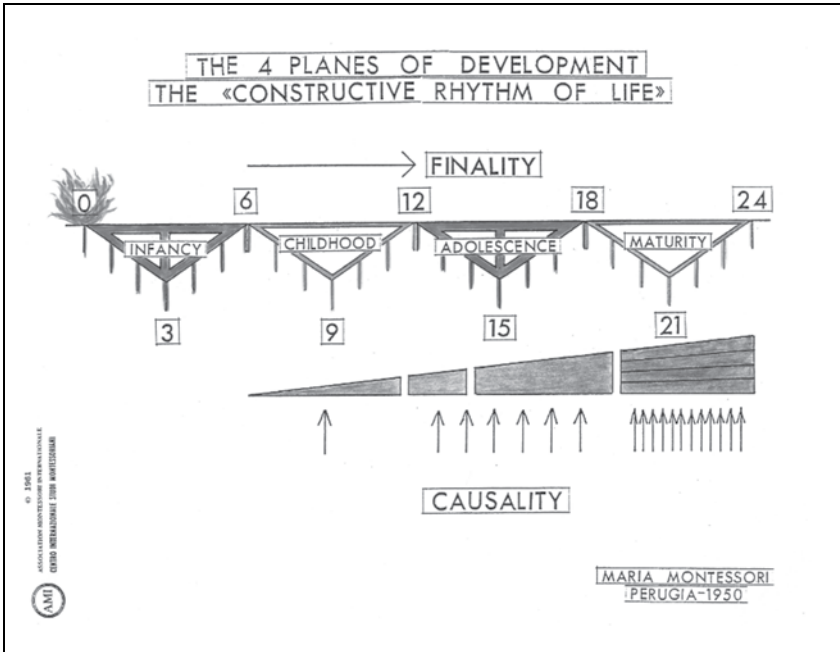 THE 4 PLANES OF DEVELOPMENT
THE «CONSTRUCTIVE RHYTHM OF LIFE»
FINALITY
0 6 12 18 24
INFANCY CHILDHOOD ADOLESCENCE MATURITY
3 9 15 21
CAUSALITY
© 1961
ASSOCIATION MONTESSORI INTERNATIONALE
CENTRO INTERNAZIONALE STUDI MONTESSORIANI
AMI
MARIA MONTESSORI
PERUGIA-1950